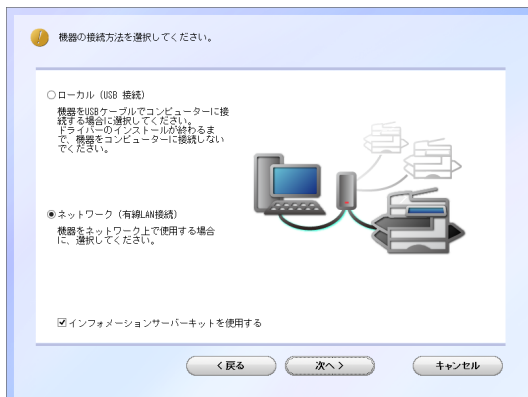 機器の接続方法を選択してください。
ローカル（USB 接続）
機器をUSBケーブルでコンピューターに接
続する場合に選択してください。
ドライバーのインストールが終わるま
で、機器をコンピューターに接続しない
でください。
ネットワーク（有線LAN接続）
機器をネットワーク上で使用する場合
に、選択してください。
インフォメーションサーバーキットを使用する
< 戻る
次へ >
キャンセル